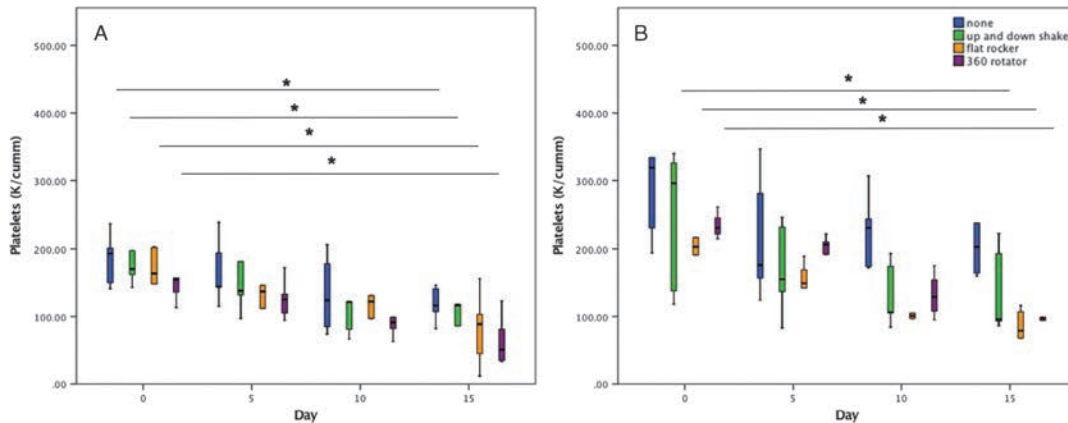 A
500.00
400.00
300.00
200.00
100.00
.00
Platelets (K/cumm)
*
*
*
*
0
5
10
15
Day
B
none
up and down shake
flat rocker
360 rotator
500.00
400.00
300.00
200.00
100.00
.00
Platelets (K/cumm)
*
*
*
0
5
10
15
Day